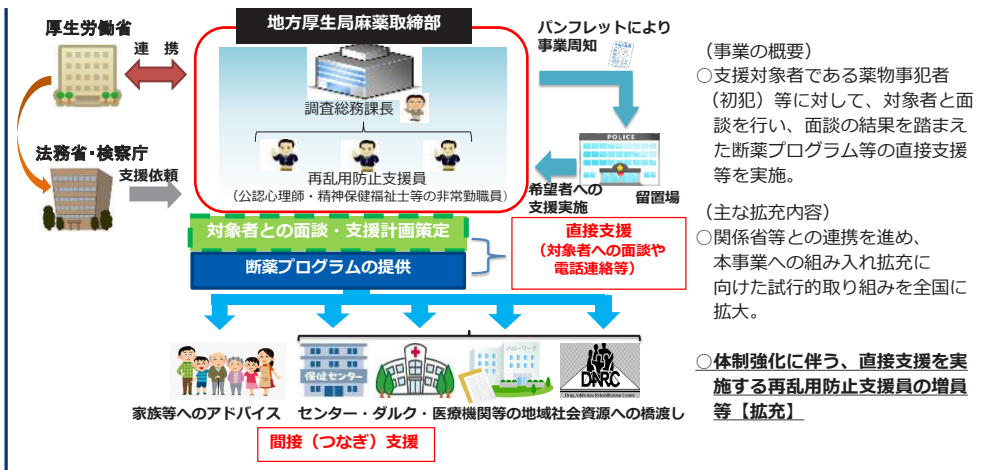 地方厚生局麻薬取締部
厚生労働省
連 携
調査総務課長
再乱用防止支援員
（公認心理師・精神保健福祉士等の非常勤職員）
法務省・検察庁
支援依頼
パンフレットにより
事業周知
POLICE
留置場
希望者への
支援実施
対象者との面談・支援計画策定
断薬プログラムの提供
直接支援
（対象者への面談や
電話連絡等）
保健センター
ハローワーク
DARC
Drug Addiction Rehabilitation Center
家族等へのアドバイス
センター・ダルク・医療機関等の地域社会資源への橋渡し
間接（つなぎ）支援
（事業の概要）
○支援対象者である薬物事犯者
（初犯）等に対して、対象者と面
談を行い、面談の結果を踏まえ
た断薬プログラム等の直接支援
等を実施。
（主な拡充内容）
○関係省等との連携を進め、
本事業への組み入れ拡充に
向けた試行的取り組みを全国に
拡大。
○体制強化に伴う、直接支援を実
施する再乱用防止支援員の増員
等【拡充】